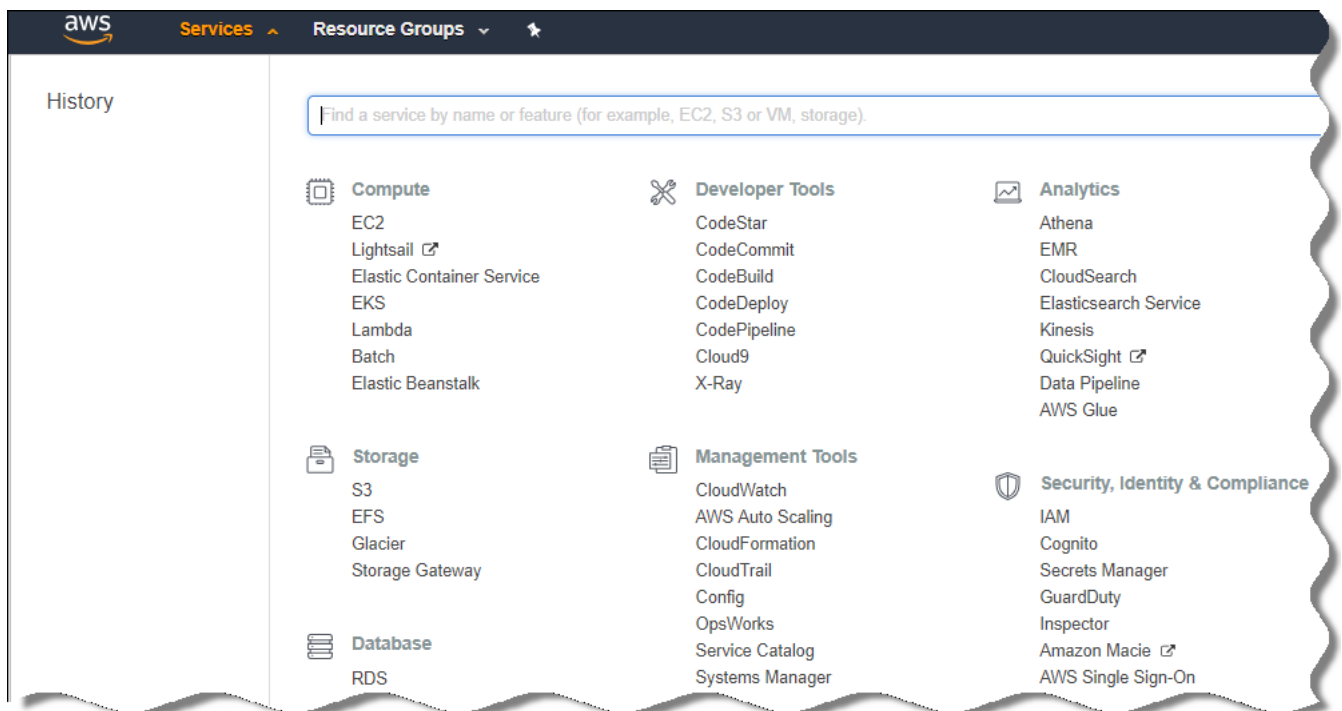 aws
Services
Resource Groups
History
Find a service by name or feature (for example, EC2, S3 or VM, storage).
Compute
EC2
Lightsail
Elastic Container Service
EKS
Lambda
Batch
Elastic Beanstalk
Storage
S3
EFS
Glacier
Storage Gateway
Database
RDS
Developer Tools
CodeStar
CodeCommit
CodeBuild
CodeDeploy
CodePipeline
Cloud9
X-Ray
Management Tools
CloudWatch
AWS Auto Scaling
CloudFormation
CloudTrail
Config
OpsWorks
Service Catalog
Systems Manager
Analytics
Athena
EMR
CloudSearch
Elasticsearch Service
Kinesis
QuickSight
Data Pipeline
AWS Glue
Security, Identity & Compliance
IAM
Cognito
Secrets Manager
GuardDuty
Inspector
Amazon Macie
AWS Single Sign-On